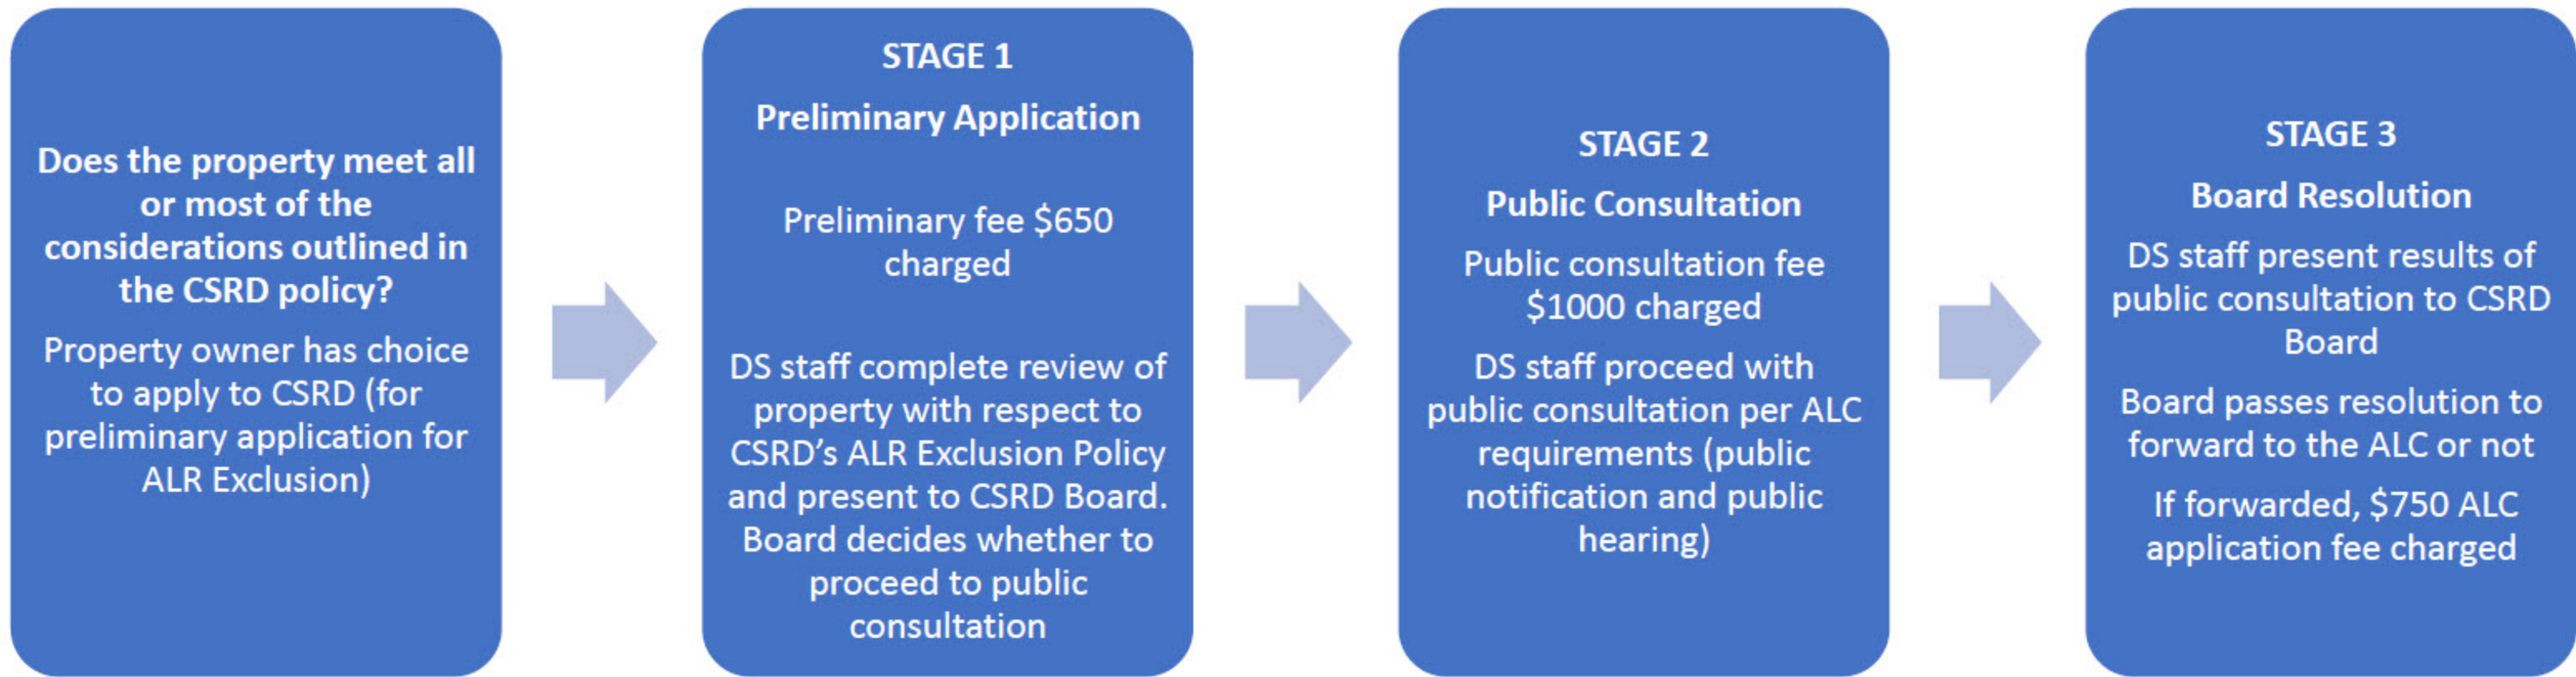 Does the property meet all
or most of the
considerations outlined in
the CSRD policy?
Property owner has choice
to apply to CSRD (for
preliminary application for
ALR Exclusion)
STAGE 1
Preliminary Application
Preliminary fee $650
charged
DS staff complete review of
property with respect to
CSRD's ALR Exclusion Policy
and present to CSRD Board.
Board decides whether to
proceed to public
consultation
STAGE 2
Public Consultation
Public consultation fee
$1000 charged
DS staff proceed with
public consultation per ALC
requirements (public
notification and public
hearing)
STAGE 3
Board Resolution
DS staff present results of
public consultation to CSRD
Board
Board passes resolution to
forward to the ALC or not
If forwarded, $750 ALC
application fee charged